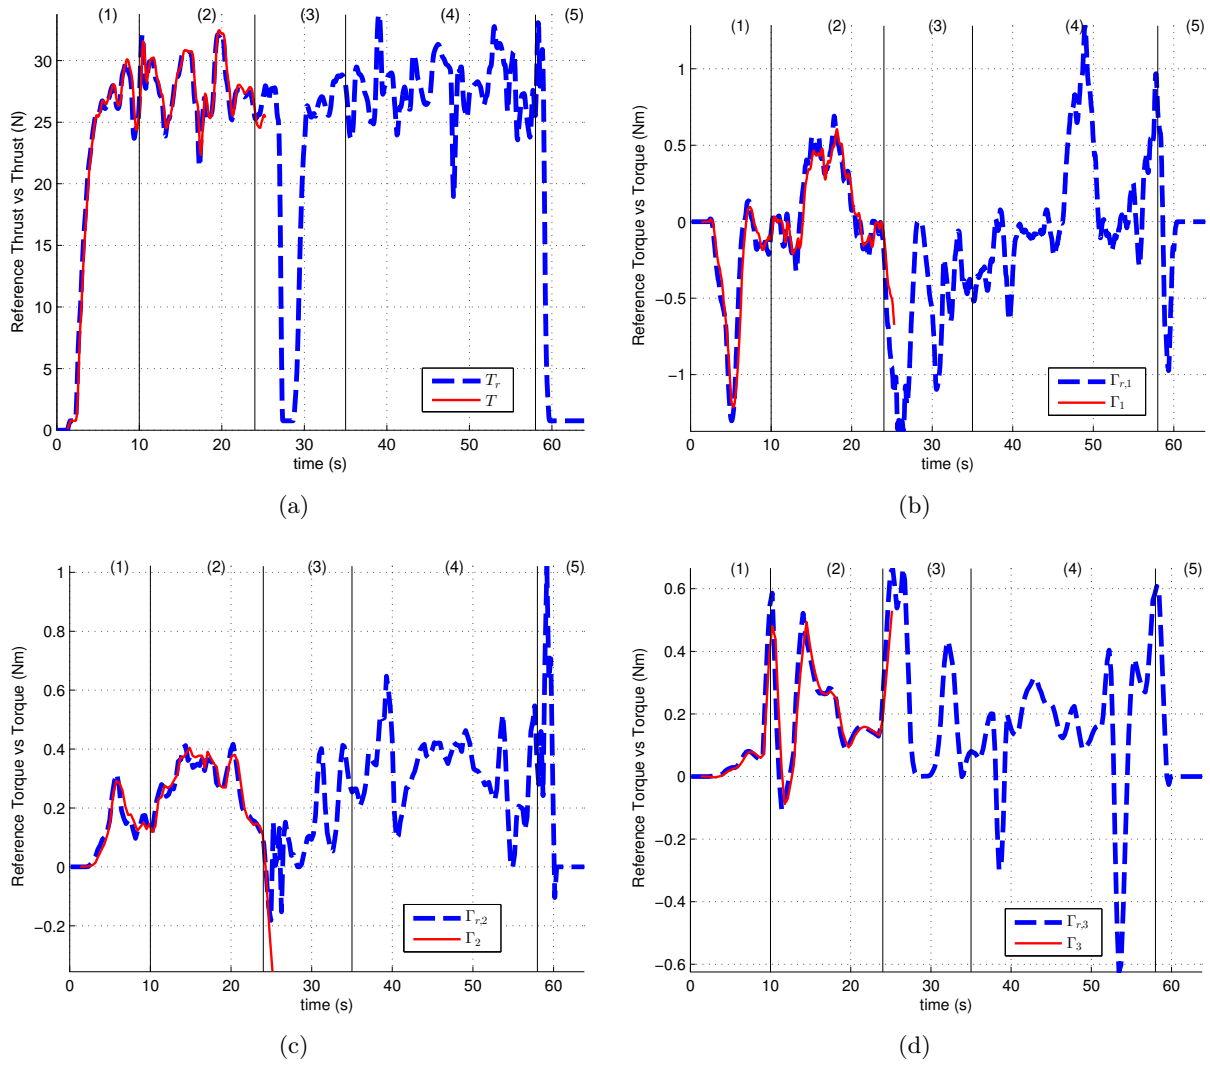 (1) (2) (3) (4) (5)
30
25
20
15
10
5
0
0 10 20 30 40 50 60
time (s)
Reference Thrust vs Thrust (N)
T_r
T
(a)
(1) (2) (3) (4) (5)
1
0.5
0
−0.5
−1
0 10 20 30 40 50 60
time (s)
Reference Torque vs Torque (Nm)
Γ_{r,1}
Γ_1
(b)
(1) (2) (3) (4) (5)
1
0.8
0.6
0.4
0.2
0
−0.2
0 10 20 30 40 50 60
time (s)
Reference Torque vs Torque (Nm)
Γ_{r,2}
Γ_2
(c)
(1) (2) (3) (4) (5)
0.6
0.4
0.2
0
−0.2
−0.4
−0.6
0 10 20 30 40 50 60
time (s)
Reference Torque vs Torque (Nm)
Γ_{r,3}
Γ_3
(d)